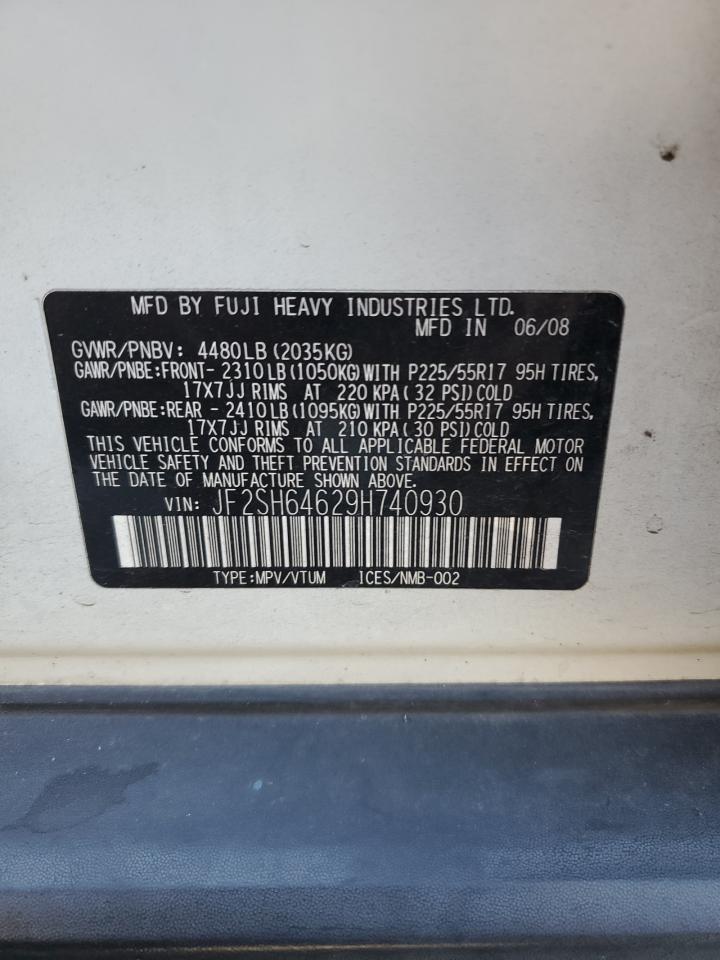 MFD BY FUJI HEAVY INDUSTRIES LTD.
MFD IN 06/08
GVWR/PNBV: 4480LB (2035KG)
GAWR/PNBE:FRONT- 2310LB (1050KG) WITH P225/55R17 95H TIRES,
17X7JJ RIMS AT 220 KPA ( 32 PSI) COLD
GAWR/PNBE:REAR - 2410LB (1095KG) WITH P225/55R17 95H TIRES,
17X7JJ RIMS AT 210 KPA ( 30 PSI) COLD
THIS VEHICLE CONFORMS TO ALL APPLICABLE FEDERAL MOTOR
VEHICLE SAFETY AND THEFT PREVENTION STANDARDS IN EFFECT ON
THE DATE OF MANUFACTURE SHOWN ABOVE.
VIN: JF2SH64629H740930
TYPE:MPV/VTUM ICES/NMB-002